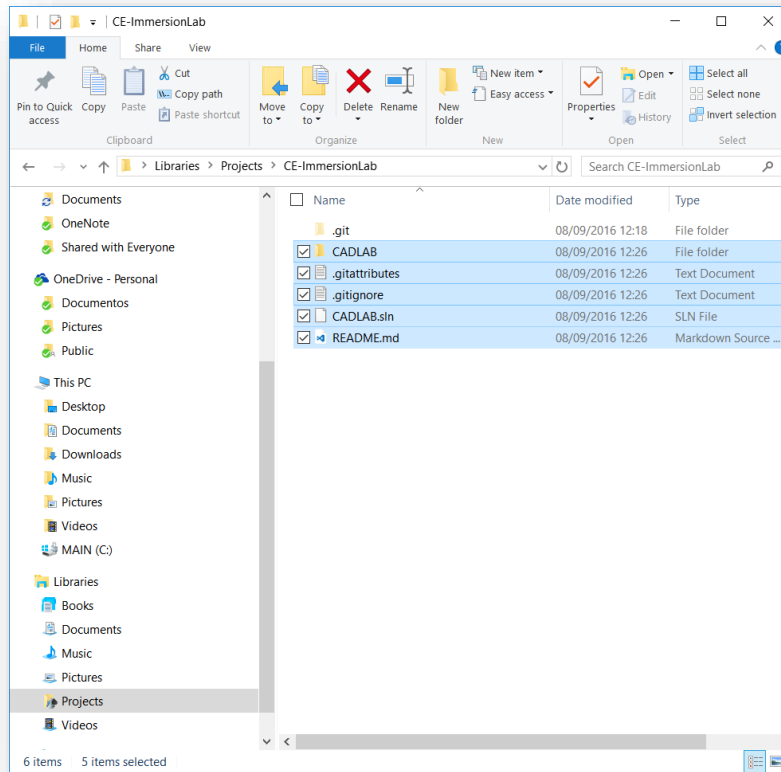 CE-ImmersionLab
File Home Share View
Pin to Quick access
Copy
Paste
Cut
Copy path
Paste shortcut
Clipboard
Move to
Copy to
Delete
Rename
Organize
New folder
New item
Easy access
New
Properties
Open
Edit
History
Open
Select all
Select none
Invert selection
Select
Libraries > Projects > CE-ImmersionLab
Search CE-ImmersionLab
Documents
OneNote
Shared with Everyone
OneDrive - Personal
Documentos
Pictures
Public
This PC
Desktop
Documents
Downloads
Music
Pictures
Videos
MAIN (C:)
Libraries
Books
Documents
Music
Pictures
Projects
Videos
Name Date modified Type
.git 08/09/2016 12:18 File folder
CADLAB 08/09/2016 12:26 File folder
.gitattributes 08/09/2016 12:26 Text Document
.gitignore 08/09/2016 12:26 Text Document
CADLAB.sln 08/09/2016 12:26 SLN File
README.md 08/09/2016 12:26 Markdown Source ...
6 items 5 items selected